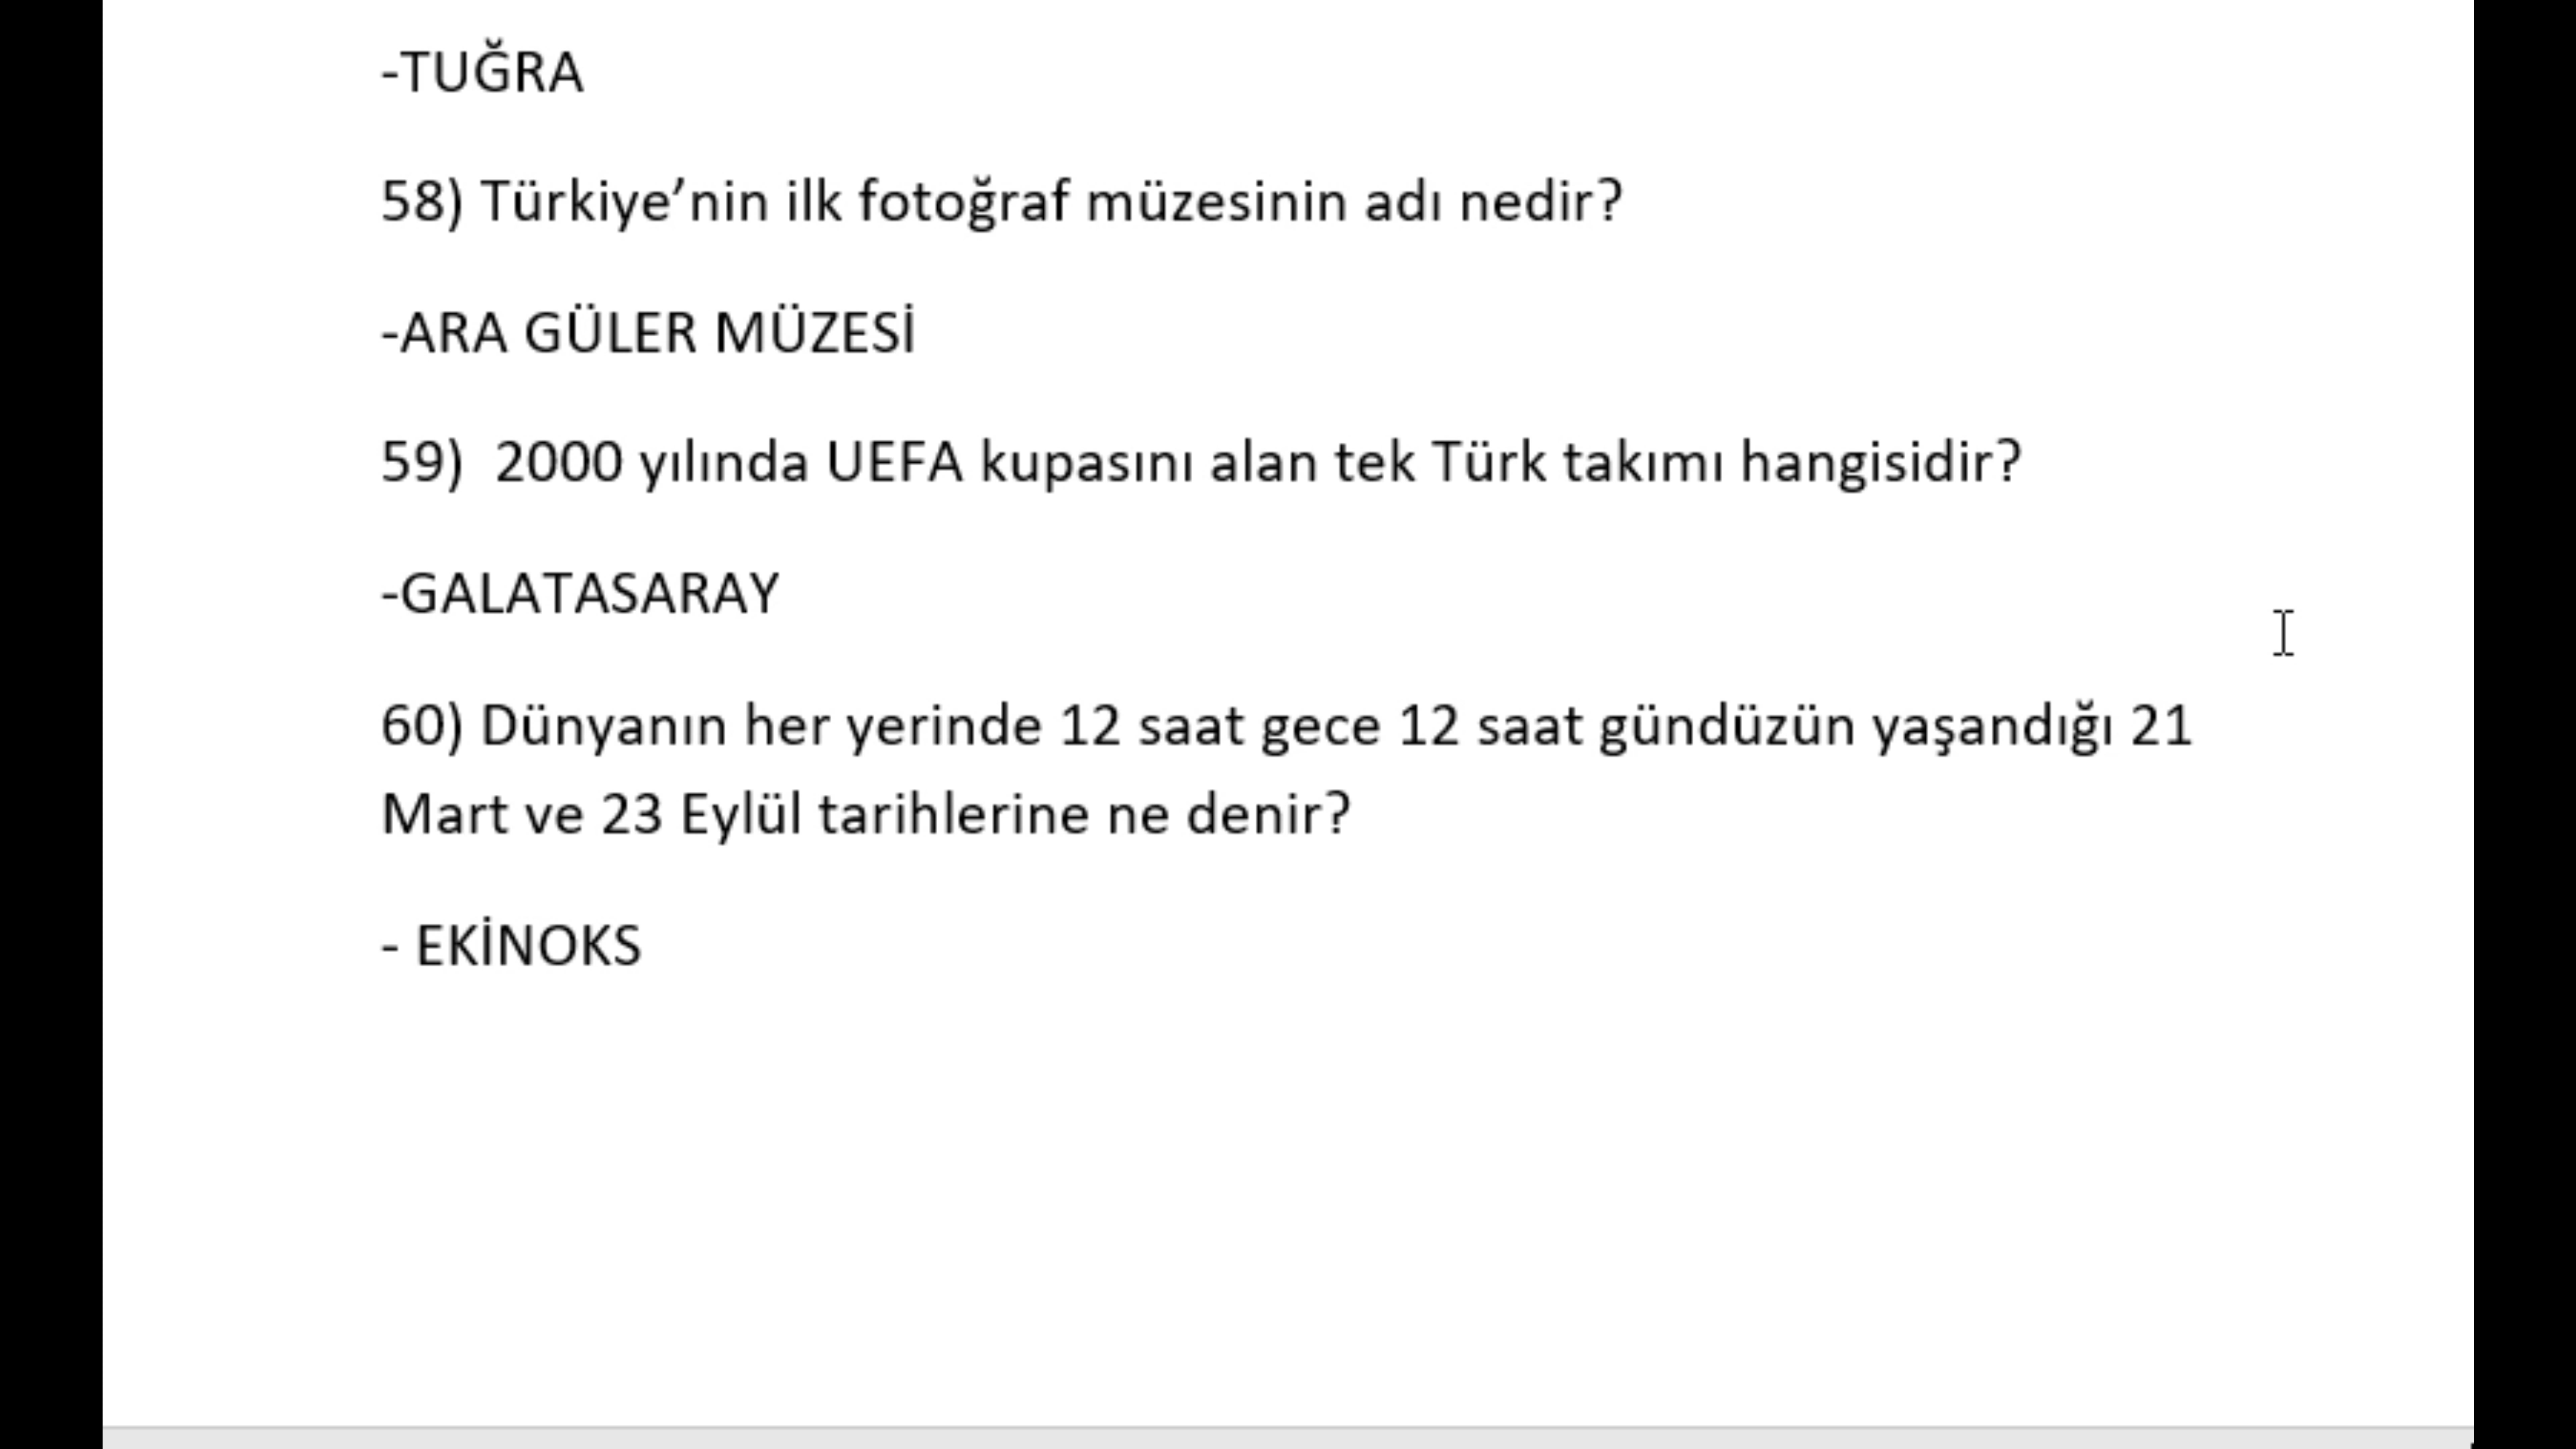 -TUĞRA
58) Türkiye’nin ilk fotoğraf müzesinin adı nedir?
-ARA GÜLER MÜZESİ
59)  2000 yılında UEFA kupasını alan tek Türk takımı hangisidir?
-GALATASARAY
60) Dünyanın her yerinde 12 saat gece 12 saat gündüzün yaşandığı 21
Mart ve 23 Eylül tarihlerine ne denir?
- EKİNOKS